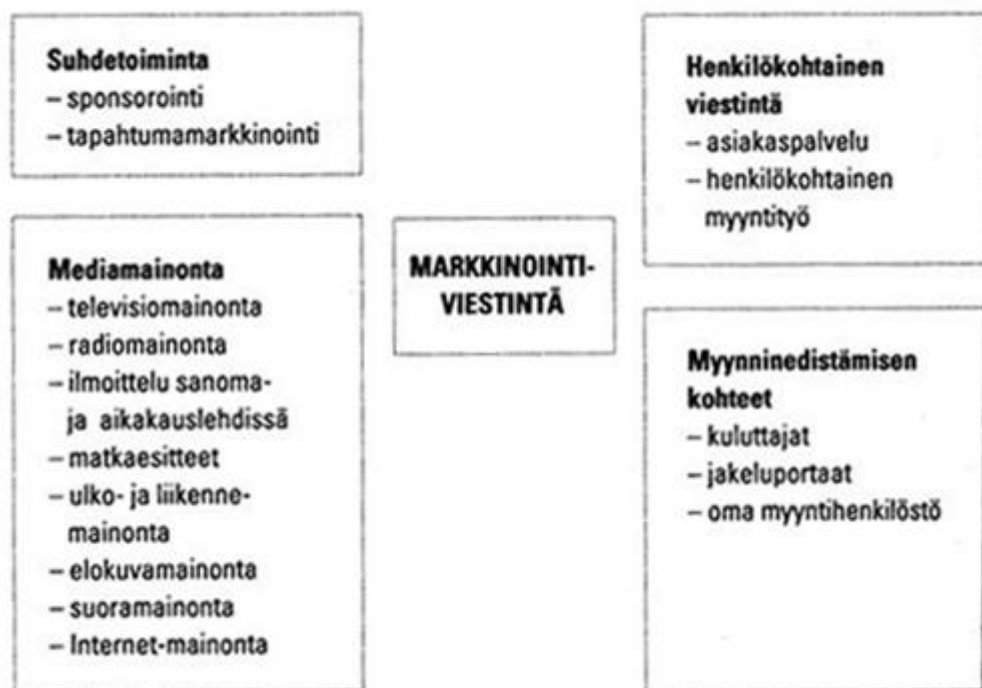 Suhdetoiminta
– sponsorointi
– tapahtumamarkkinointi
Mediamainonta
– televisiomainonta
– radiomainonta
– ilmoittelu sanoma-
ja aikakauslehdissä
– matkaesitteet
– ulko- ja liikenne-
mainonta
– elokuvamainonta
– suoramainonta
– Internet-mainonta
MARKKINOINTI-
VIESTINTÄ
Henkilökohtainen
viestintä
– asiakaspalvelu
– henkilökohtainen
myyntityö
Myynninedistämisen
kohteet
– kuluttajat
– jakeluportaat
– oma myyntihenkilöstö